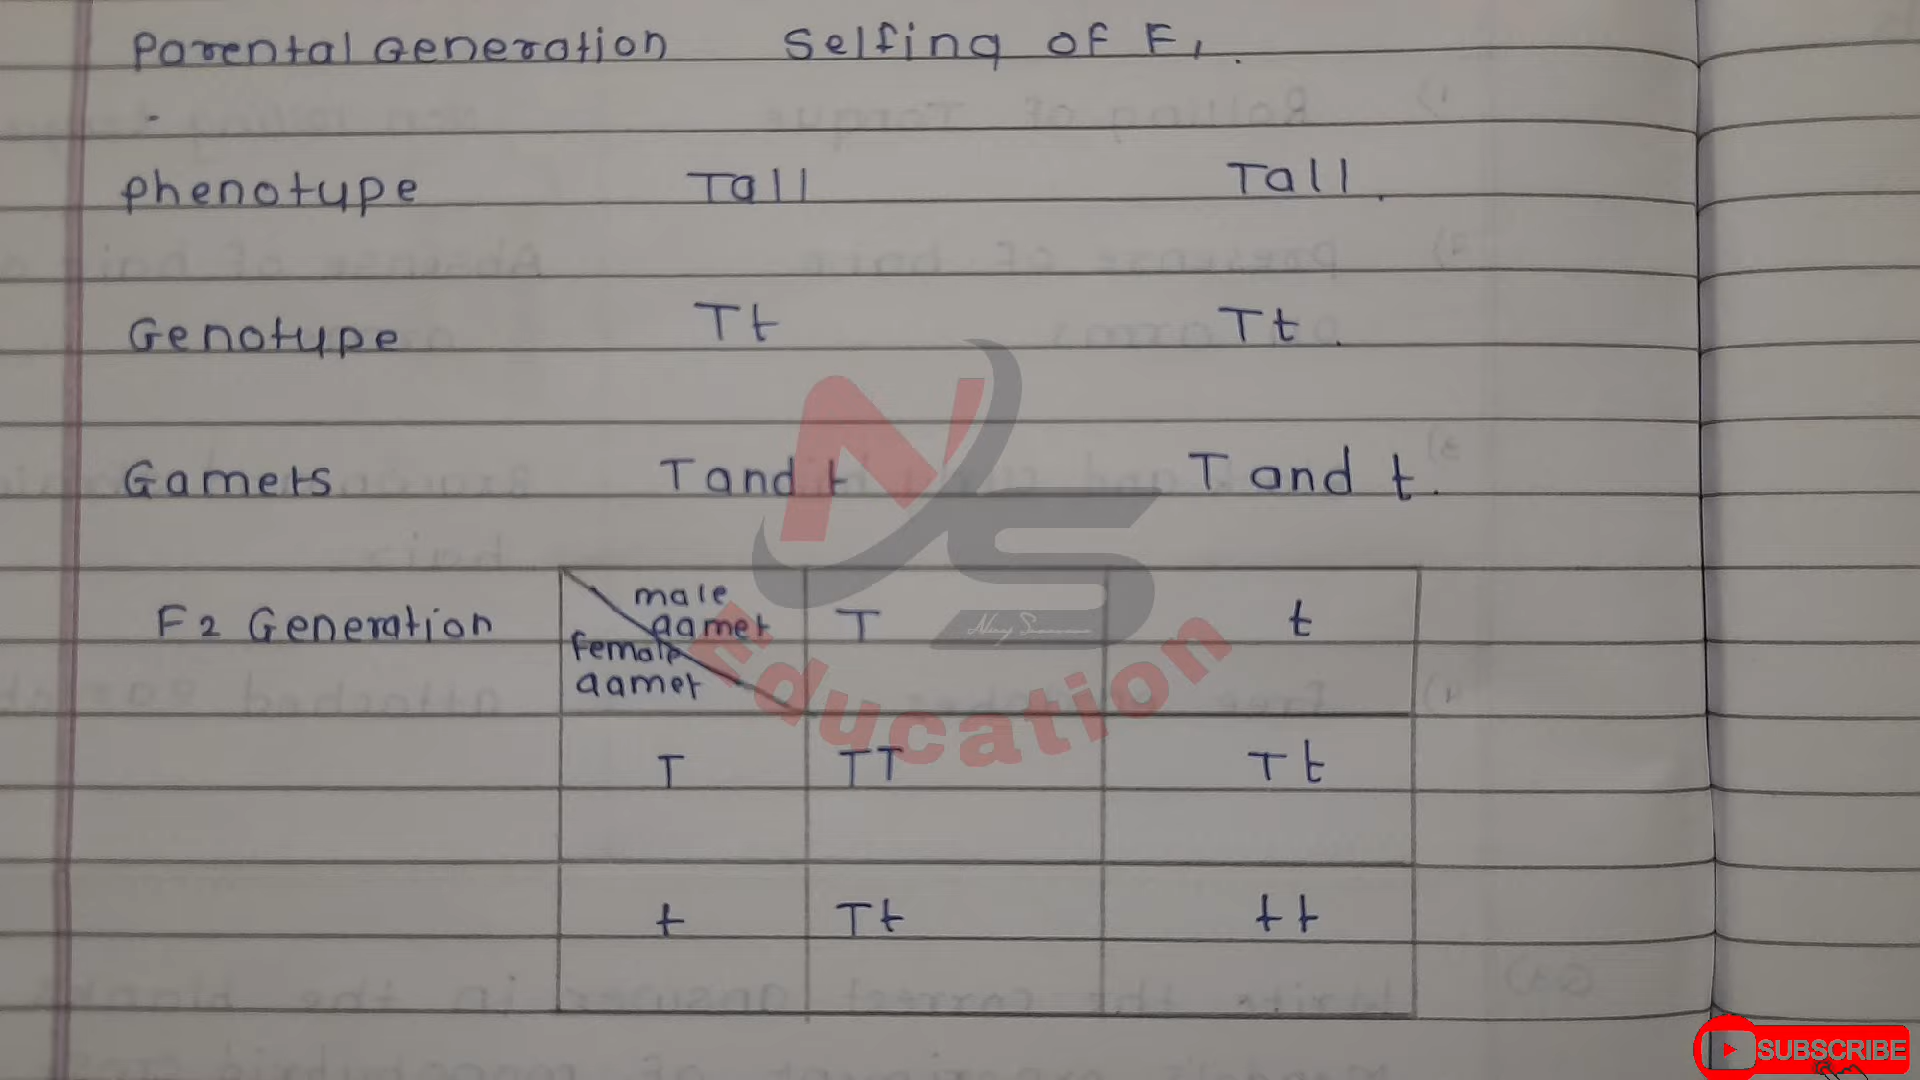 Parental Generation Selfing of F1.
Phenotype Tall Tall.
Genotype Tt Tt.
Gamets T and t T and t.
F2 Generation
male gamet T t
female gamet
T TT Tt
t Tt tt
NS
Education
SUBSCRIBE